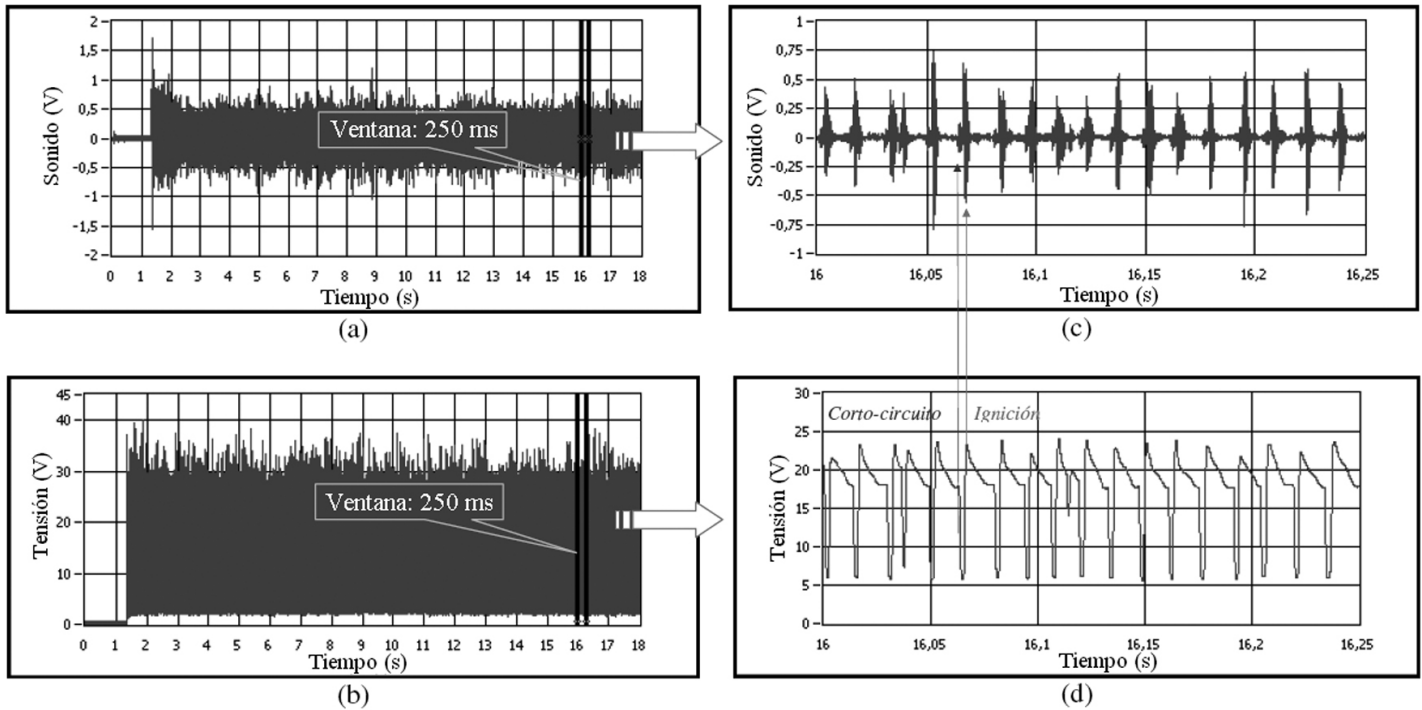 2
1,5
1
0,5
0
-0,5
-1
-1,5
-2
Sonido (V)
Ventana: 250 ms
0 1 2 3 4 5 6 7 8 9 10 11 12 13 14 15 16 17 18
Tiempo (s)
(a)
1
0,75
0,5
0,25
0
-0,25
-0,5
-0,75
-1
Sonido (V)
16 16,05 16,1 16,15 16,2 16,25
Tiempo (s)
(c)
45
40
30
20
10
0
Tensión (V)
Ventana: 250 ms
0 1 2 3 4 5 6 7 8 9 10 11 12 13 14 15 16 17 18
Tiempo (s)
(b)
30
25
20
15
10
5
0
Tensión (V)
Corto-circuito Ignición
16 16,05 16,1 16,15 16,2 16,25
Tiempo (s)
(d)